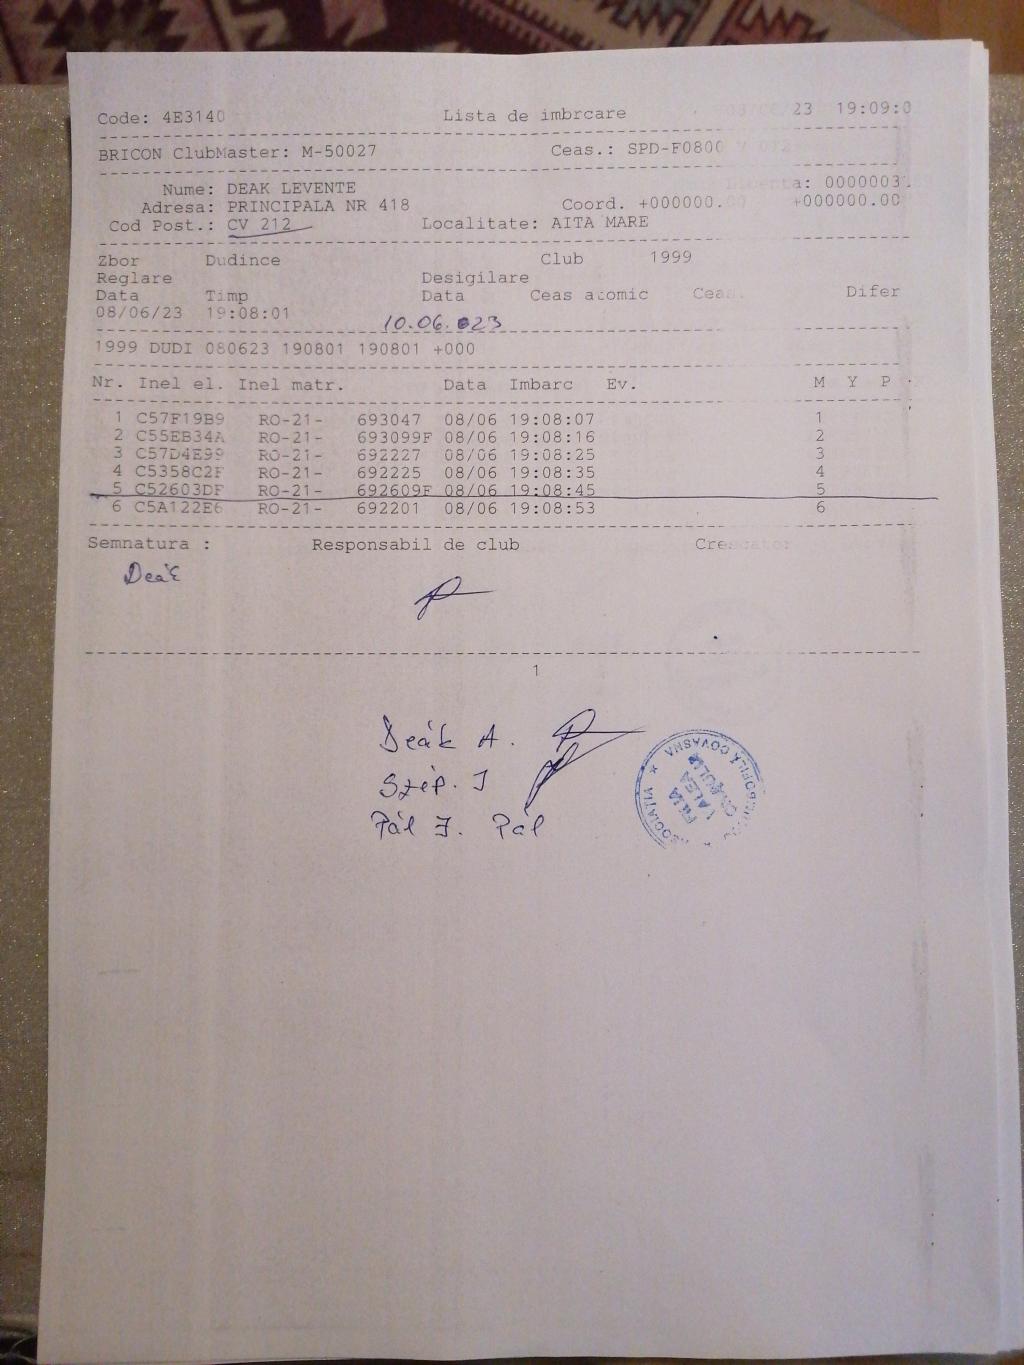 Code: 4E3140 Lista de imbrcare 23 19:09:0
BRICON ClubMaster: M-50027 Ceas.: SPD-F0800
Nume: DEAK LEVENTE a: 0000003
Adresa: PRINCIPALA NR 418 Coord. +000000. +000000.00
Cod Post.: CV 212 Localitate: AITA MARE
Zbor Dudince Club 1999
Reglare Desigilare
Data Timp Data Ceas atomic Ceas. Difer
08/06/23 19:08:01
10.06.023
1999 DUDI 080623 190801 190801 +000
Nr. Inel el. Inel matr. Data Imbarc Ev. M Y P
1 C57F19B9 RO-21- 693047 08/06 19:08:07 1
2 C55EB34A RO-21- 693099F 08/06 19:08:16 2
3 C57D4E99 RO-21- 692227 08/06 19:08:25 3
4 C5358C2F RO-21- 692225 08/06 19:08:35 4
5 C52603DF RO-21- 692609F 08/06 19:08:45 5
6 C5A122E6 RO-21- 692201 08/06 19:08:53 6
Semnatura : Responsabil de club Crescator
Deák
1
Deák A.
Szép. J
Pál J. Pál
COVASNA
FILIA
VALEA